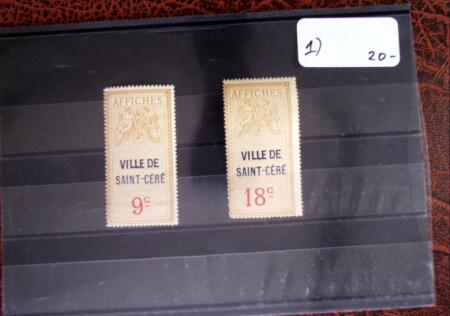 1)
20-
AFFICHES
VILLE DE
SAINT-CÉRÉ
9c
AFFICHES
VILLE DE
SAINT-CÉRÉ
18c